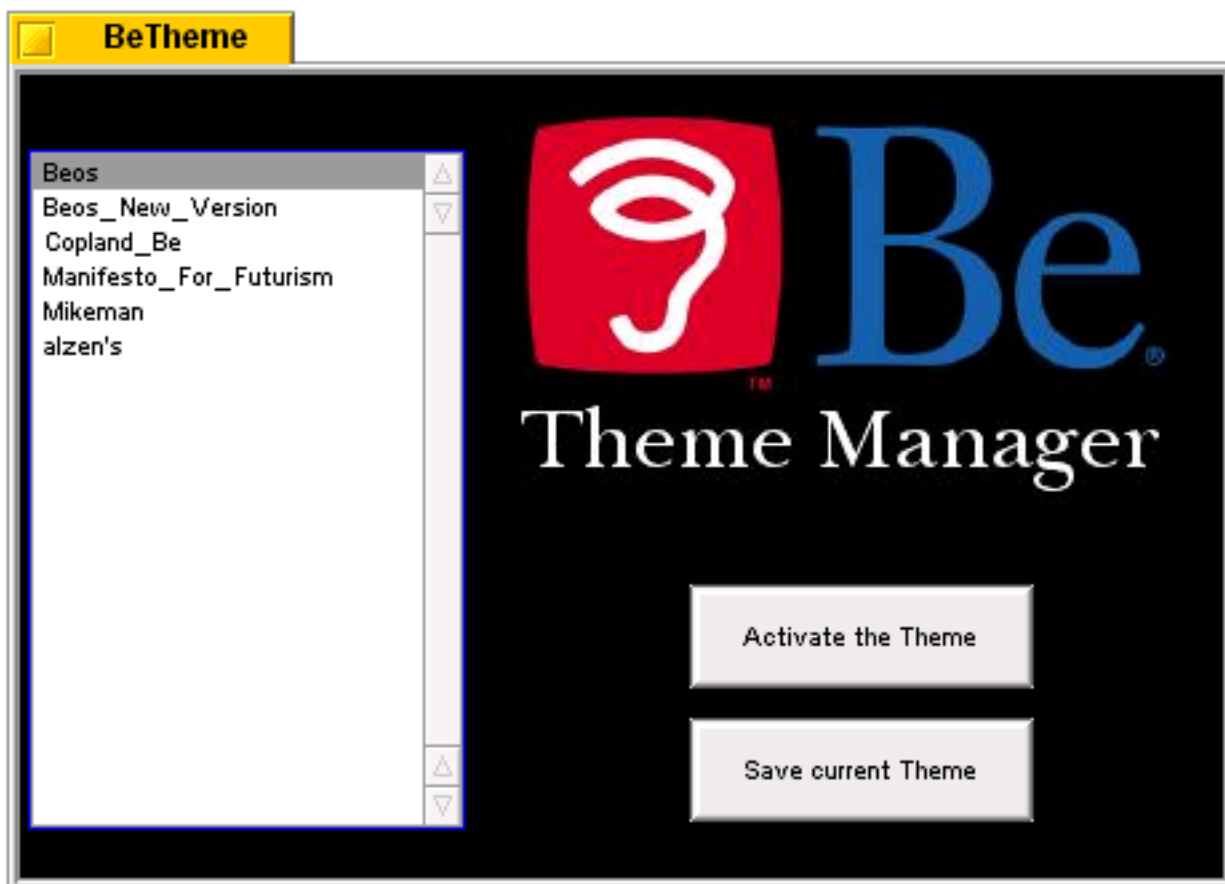 BeTheme
Beos
Beos_New_Version
Copland_Be
Manifesto_For_Futurism
Mikeman
alzen's
Be®
TM
Theme Manager
Activate the Theme
Save current Theme